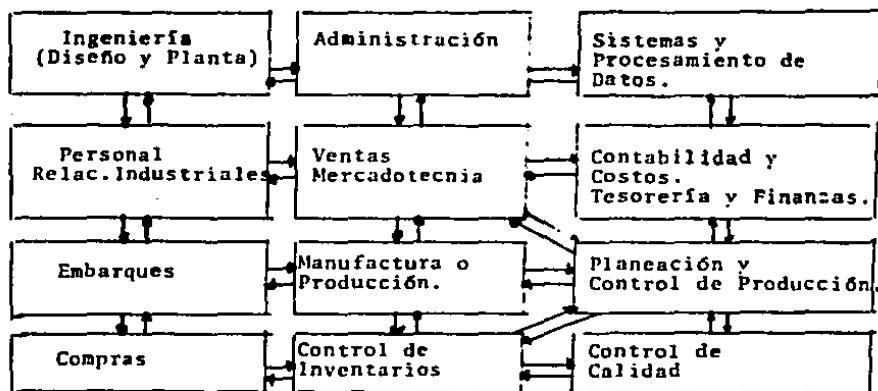 Ingeniería
(Diseño y Planta)
Administración
Sistemas y
Procesamiento de
Datos.
Personal
Relac.Industriales
Ventas
Mercadotecnia
Contabilidad y
Costos.
Tesorería y Finanzas.
Embarques
Manufactura o
Producción.
Planeación y
Control de Producción.
Compras
Control de
Inventarios
Control de
Calidad